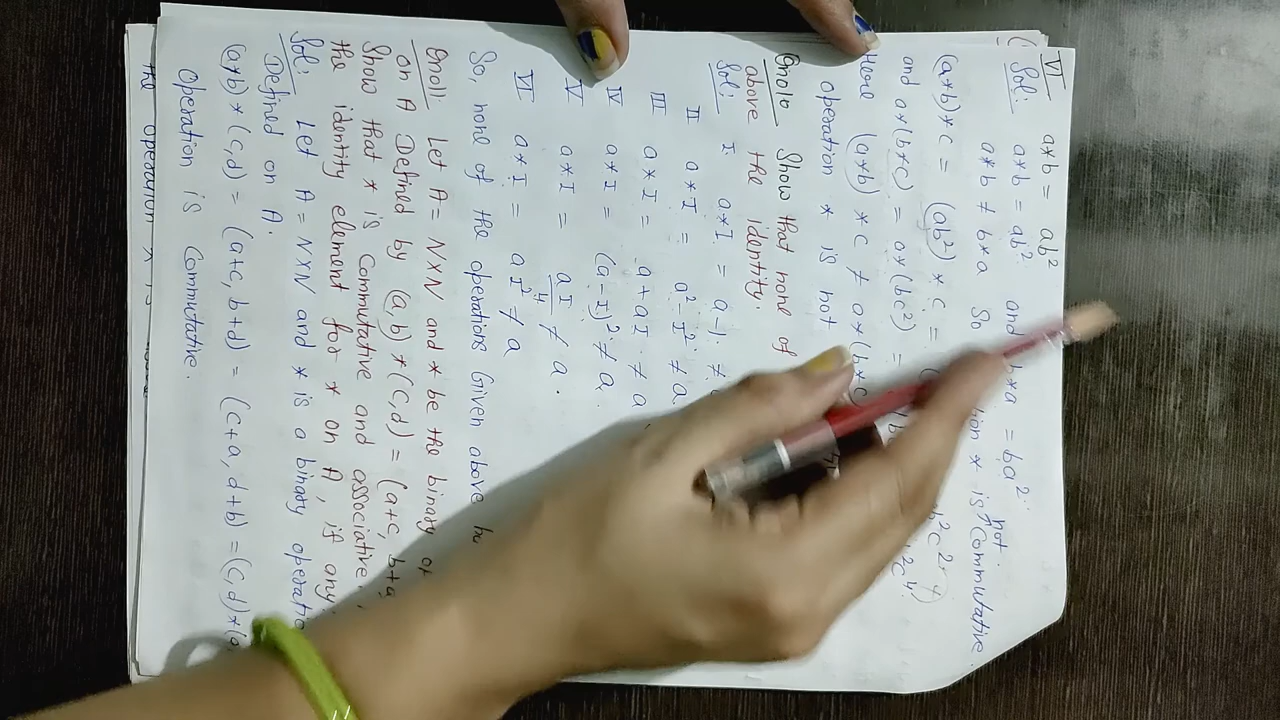 VI a*b = ab²
Sol: a*b = ab² and b*a = ba².
a*b ≠ b*a So * is not Commutative.
(a*b)*c = (ab²)*c =
and a*(b*c) = a*(bc²) =
Here (a*b)*c ≠ a*(b*c)
operation * is not
Qno10 Show that none of
above the identity.
Sol: I. a*I = a-1. ≠
II a*I = a²-I² ≠ a.
III a*I = a+aI ≠ a
IV a*I = (a-I)² ≠ a.
V a*I = aI/4 ≠ a.
VI a*I = aI² ≠ a
So, none of the operations Given above
Qno11: Let A = N×N and * be the binary
on A Defined by (a,b)*(c,d) = (a+c, b+d
Show that * is Commutative and associative.
the identity element for * on A, if any.
Sol: Let A = N×N and * is a binary operatio
Defined on A.
(a*b)*(c,d) = (a+c, b+d) = (c+a, d+b) = (c,d)*(a,
Operation is Commutative.
the operation *